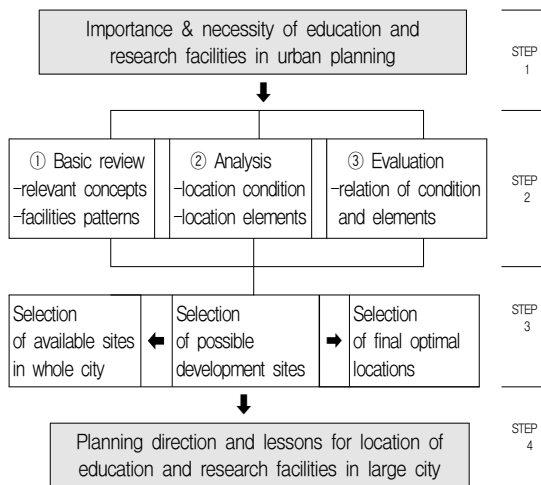 Importance & necessity of education and
research facilities in urban planning
STEP
1
① Basic review
-relevant concepts
-facilities patterns
② Analysis
-location condition
-location elements
③ Evaluation
-relation of condition
and elements
STEP
2
Selection
of available sites
in whole city
Selection
of possible
development sites
Selection
of final optimal
locations
STEP
3
Planning direction and lessons for location of
education and research facilities in large city
STEP
4